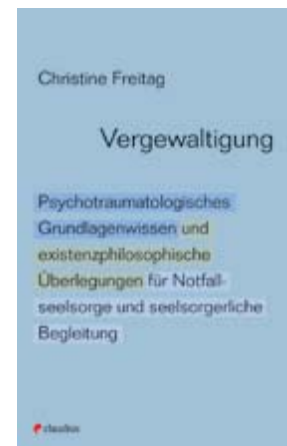 Christine Freitag
Vergewaltigung
Psychotraumatologisches
Grundlagenwissen und
existenzphilosophische
Überlegungen für Notfall-
seelsorge und seelsorgerliche
Begleitung
claudius